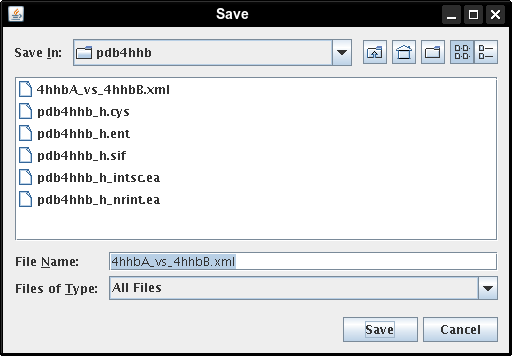 Save
Save In: pdb4hhb
4hhbA_vs_4hhbB.xml
pdb4hhb_h.cys
pdb4hhb_h.ent
pdb4hhb_h.sif
pdb4hhb_h_intsc.ea
pdb4hhb_h_nrint.ea
File Name: 4hhbA_vs_4hhbB.xml
Files of Type: All Files
Save Cancel